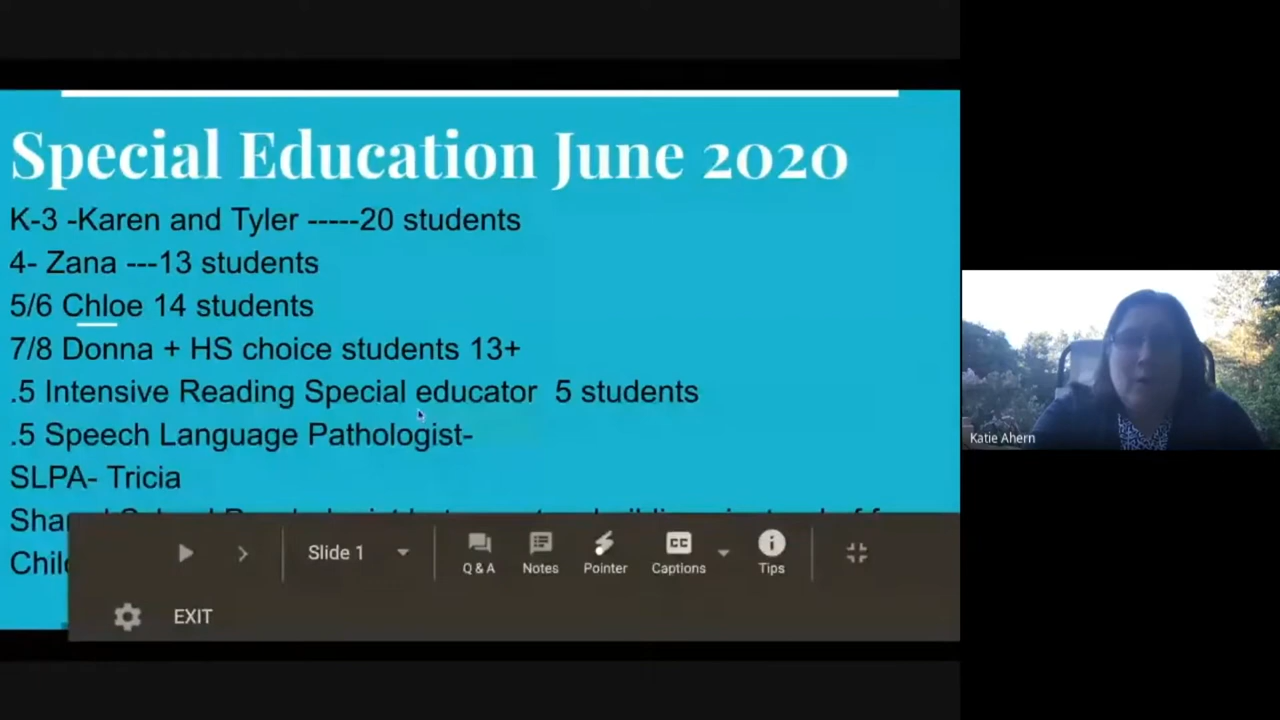 Special Education June 2020
K-3 -Karen and Tyler -----20 students
4- Zana ---13 students
5/6 Chloe 14 students
7/8 Donna + HS choice students 13+
.5 Intensive Reading Special educator 5 students
.5 Speech Language Pathologist-
SLPA- Tricia
Slide 1
Q & A
Notes
Pointer
CC
Captions
Tips
EXIT
Katie Ahern